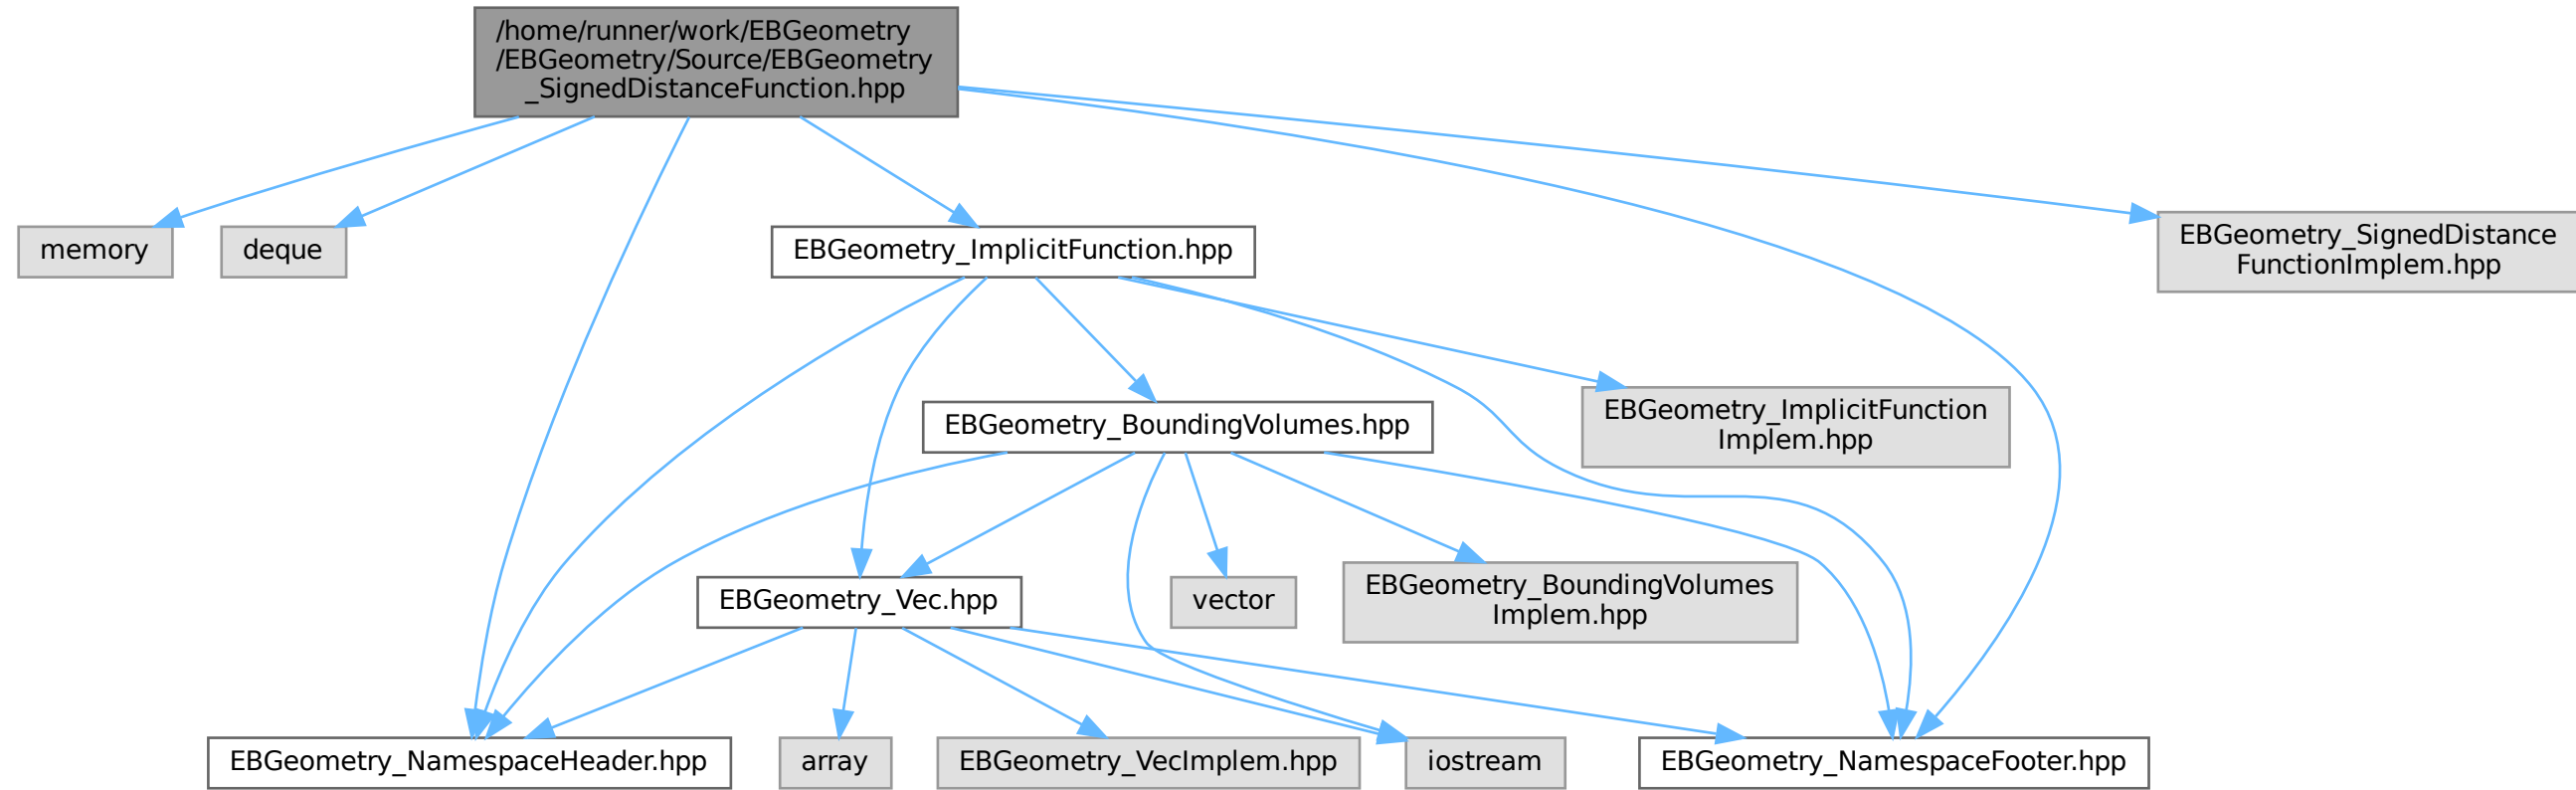 /home/runner/work/EBGeometry
/EBGeometry/Source/EBGeometry
_SignedDistanceFunction.hpp
memory
deque
EBGeometry_ImplicitFunction.hpp
EBGeometry_SignedDistance
FunctionImplem.hpp
EBGeometry_BoundingVolumes.hpp
EBGeometry_ImplicitFunction
Implem.hpp
EBGeometry_Vec.hpp
vector
EBGeometry_BoundingVolumes
Implem.hpp
EBGeometry_NamespaceHeader.hpp
array
EBGeometry_VecImplem.hpp
iostream
EBGeometry_NamespaceFooter.hpp